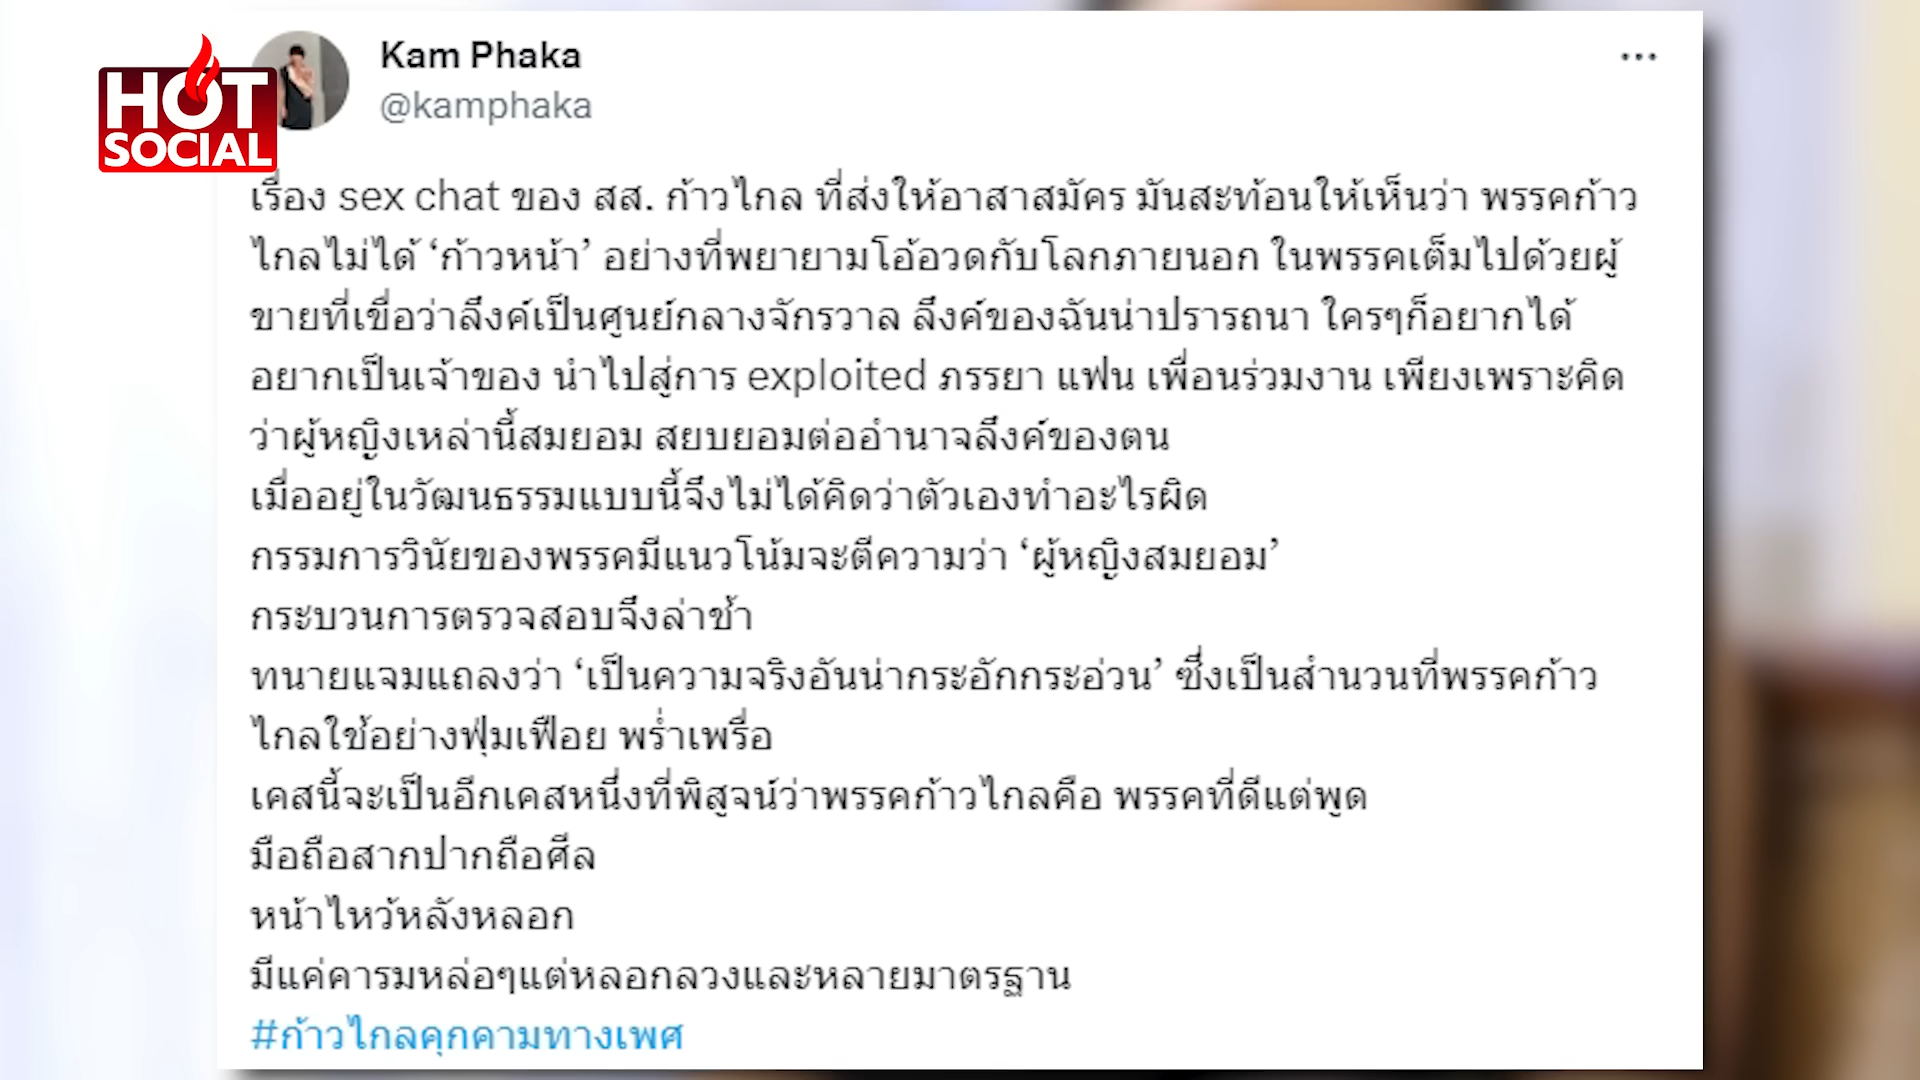 HOT
SOCIAL
Kam Phaka
@kamphaka
เรื่อง sex chat ของ สส. ก้าวไกล ที่ส่งให้อาสาสมัคร มันสะท้อนให้เห็นว่า พรรคก้าว
ไกลไม่ได้ ‘ก้าวหน้า’ อย่างที่พยายามโอ้อวดกับโลกภายนอก ในพรรคเต็มไปด้วยผู้
ขายที่เชื่อว่าลึงค์เป็นศูนย์กลางจักรวาล ลึงค์ของฉันน่าปรารถนา ใครๆก็อยากได้
อยากเป็นเจ้าของ นำไปสู่การ exploited ภรรยา แฟน เพื่อนร่วมงาน เพียงเพราะคิด
ว่าผู้หญิงเหล่านี้สมยอม สยบยอมต่ออำนาจลึงค์ของตน
เมื่ออยู่ในวัฒนธรรมแบบนี้จึงไม่ได้คิดว่าตัวเองทำอะไรผิด
กรรมการวินัยของพรรคมีแนวโน้มจะตีความว่า ‘ผู้หญิงสมยอม’
กระบวนการตรวจสอบจึงล่าช้า
ทนายแจมแถลงว่า ‘เป็นความจริงอันน่ากระอักกระอ่วน’ ซึ่งเป็นสำนวนที่พรรคก้าว
ไกลใช้อย่างฟุ่มเฟือย พร่ำเพรื่อ
เคสนี้จะเป็นอีกเคสหนึ่งที่พิสูจน์ว่าพรรคก้าวไกลคือ พรรคที่ดีแต่พูด
มือถือสากปากถือศีล
หน้าไหว้หลังหลอก
มีแค่คารมหล่อๆแต่หลอกลวงและหลายมาตรฐาน
#ก้าวไกลคุกคามทางเพศ